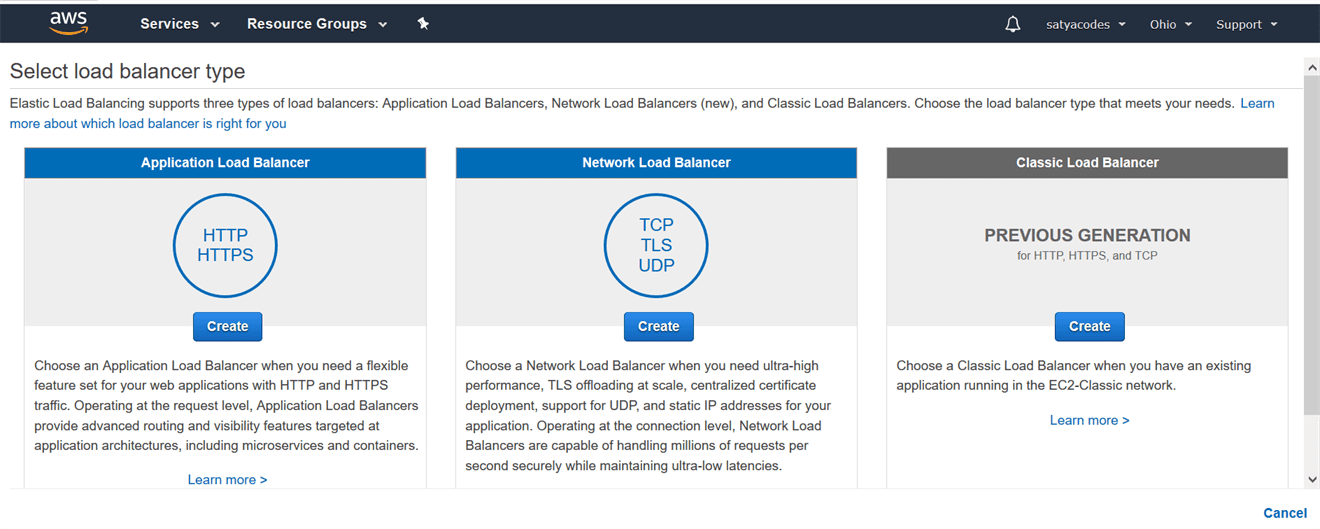 aws Services Resource Groups satyacodes Ohio Support
Select load balancer type
Elastic Load Balancing supports three types of load balancers: Application Load Balancers, Network Load Balancers (new), and Classic Load Balancers. Choose the load balancer type that meets your needs. Learn
more about which load balancer is right for you
Application Load Balancer
HTTP
HTTPS
Create
Choose an Application Load Balancer when you need a flexible
feature set for your web applications with HTTP and HTTPS
traffic. Operating at the request level, Application Load Balancers
provide advanced routing and visibility features targeted at
application architectures, including microservices and containers.
Learn more >
Network Load Balancer
TCP
TLS
UDP
Create
Choose a Network Load Balancer when you need ultra-high
performance, TLS offloading at scale, centralized certificate
deployment, support for UDP, and static IP addresses for your
application. Operating at the connection level, Network Load
Balancers are capable of handling millions of requests per
second securely while maintaining ultra-low latencies.
Classic Load Balancer
PREVIOUS GENERATION
for HTTP, HTTPS, and TCP
Create
Choose a Classic Load Balancer when you have an existing
application running in the EC2-Classic network.
Learn more >
Cancel